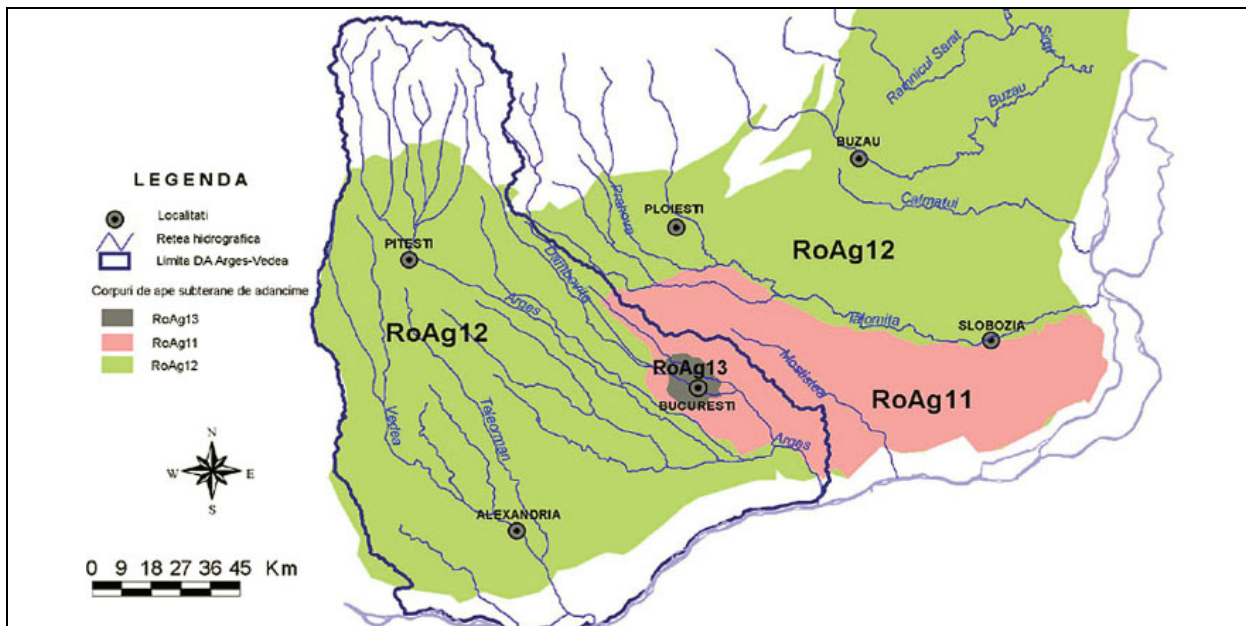 LEGENDA
Localitati
Retea hidrografica
Limita DA Arges-Vedea
Corpuri de ape subterane de adancime
RoAg13
RoAg11
RoAg12
N
W E
S
0 9 18 27 36 45 Km
Ramnicul Sarat
Siret
Buzau
BUZAU
Calmatui
Prahova
PLOIESTI
RoAg12
PITESTI
Dambovita
Arges
RoAg12
Ialomita
SLOBOZIA
RoAg13
BUCURESTI
Mostistea
RoAg11
Vedea
Teleorman
Arges
ALEXANDRIA